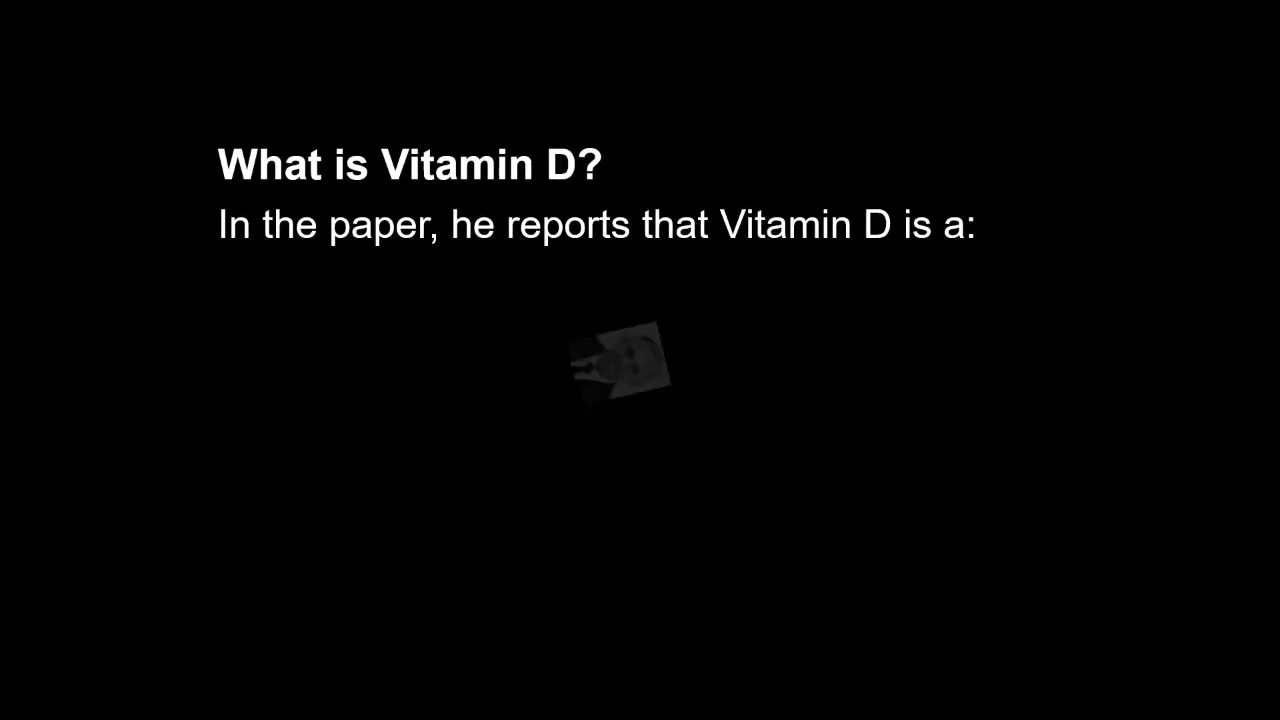 What is Vitamin D?
In the paper, he reports that Vitamin D is a: